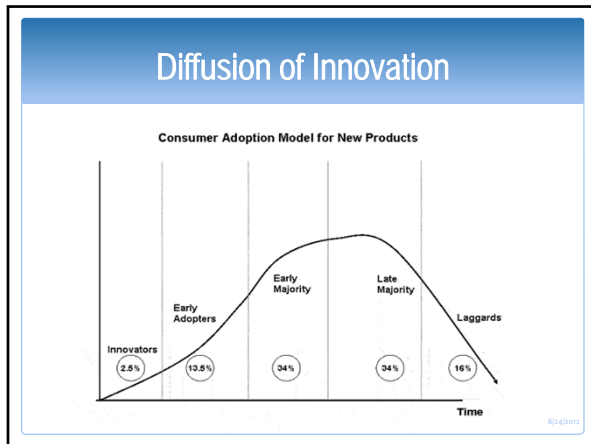 Diffusion of Innovation
Consumer Adoption Model for New Products
Innovators
2.5%
Early
Adopters
13.5%
Early
Majority
34%
Late
Majority
34%
Laggards
16%
Time
8/24/2012